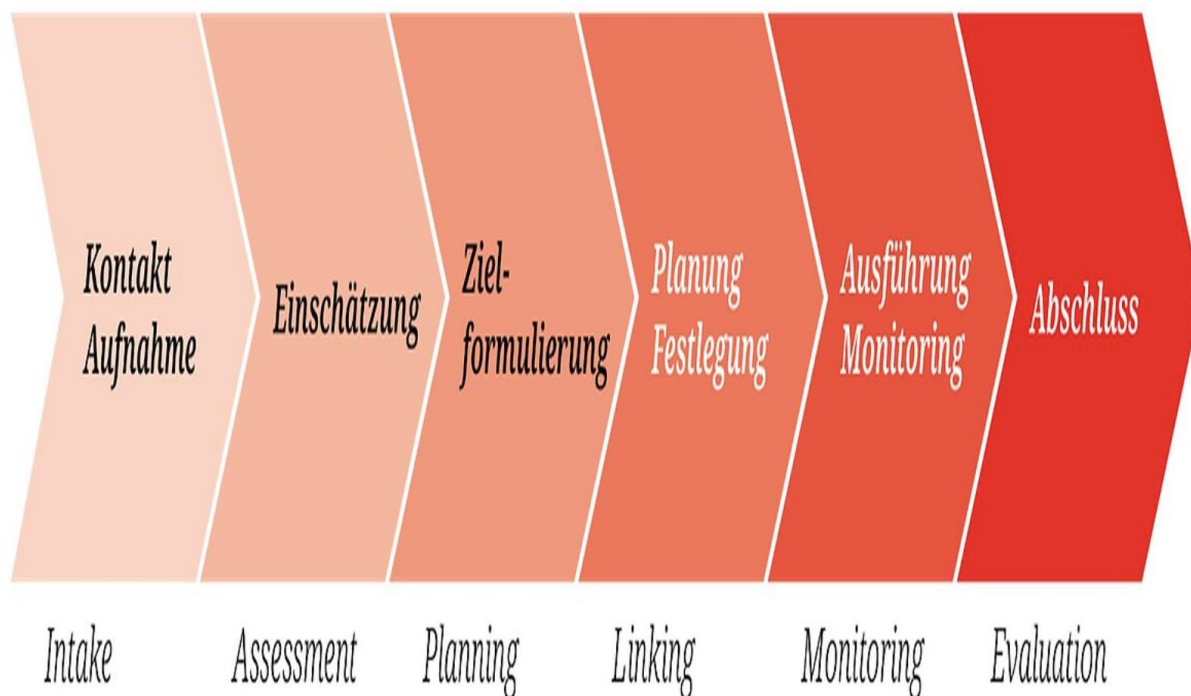 Kontakt
Aufnahme
Einschätzung
Ziel-
formulierung
Planung
Festlegung
Ausführung
Monitoring
Abschluss
Intake
Assessment
Planning
Linking
Monitoring
Evaluation